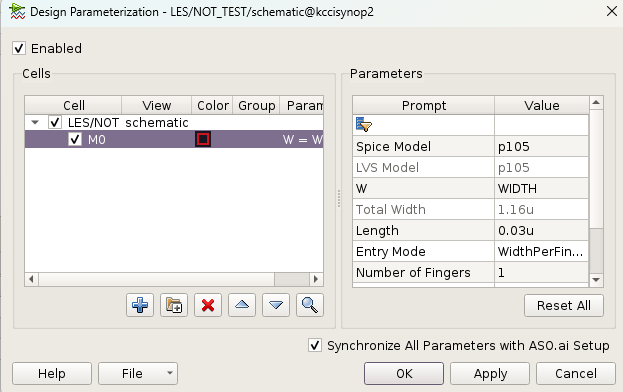 Design Parameterization - LES/NOT_TEST/schematic@kccisynop2
Enabled
Cells
Cell View Color Group Param
LES/NOT schematic
M0 W = W
Parameters
Prompt Value
Spice Model p105
LVS Model p105
W WIDTH
Total Width 1.16u
Length 0.03u
Entry Mode WidthPerFin...
Number of Fingers 1
Reset All
Synchronize All Parameters with ASO.ai Setup
Help File OK Apply Cancel